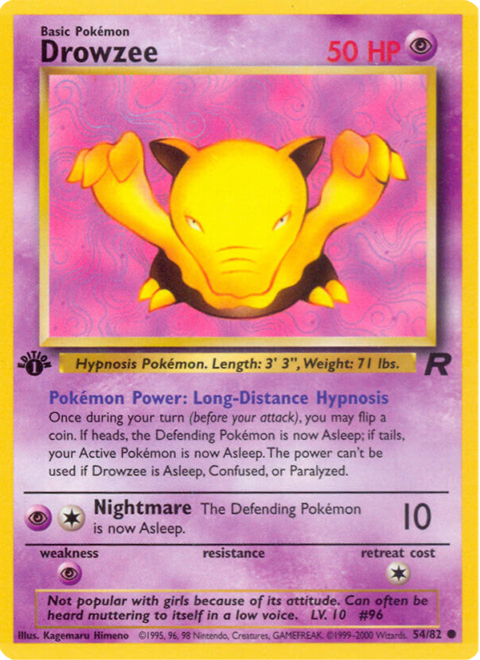 Basic Pokémon
Drowzee 50 HP
EDITION
1
Hypnosis Pokémon. Length: 3' 3", Weight: 71 lbs.
R
Pokémon Power: Long-Distance Hypnosis
Once during your turn (before your attack), you may flip a
coin. If heads, the Defending Pokémon is now Asleep; if tails,
your Active Pokémon is now Asleep. The power can't be
used if Drowzee is Asleep, Confused, or Paralyzed.
Nightmare The Defending Pokémon 10
is now Asleep.
weakness resistance retreat cost
Not popular with girls because of its attitude. Can often be
heard muttering to itself in a low voice. LV. 10 #96
Illus. Kagemaru Himeno ©1995, 96, 98 Nintendo, Creatures, GAMEFREAK. ©1999-2000 Wizards. 54/82